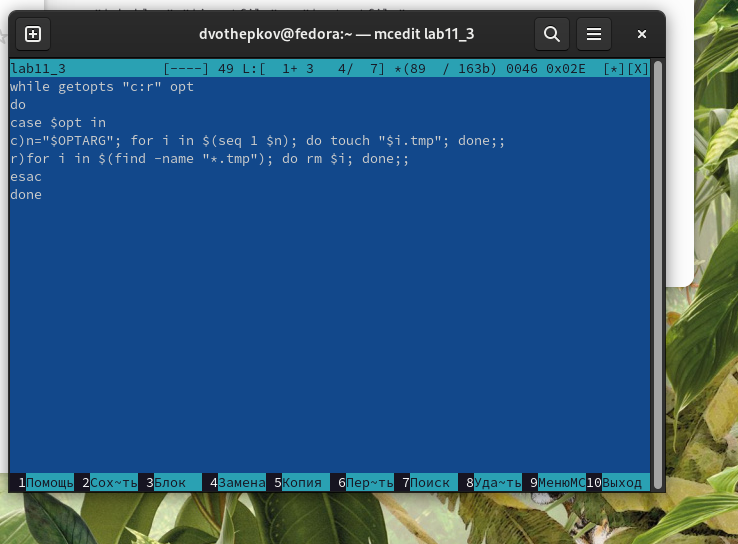 dvothepkov@fedora:~ — mcedit lab11_3
lab11_3 [----] 49 L:[ 1+ 3 4/ 7] *(89 / 163b) 0046 0x02E [*][X]
while getopts "c:r" opt
do
case $opt in
c)n="$OPTARG"; for i in $(seq 1 $n); do touch "$i.tmp"; done;;
r)for i in $(find -name "*.tmp"); do rm $i; done;;
esac
done
1Помощь 2Сох~ть 3Блок 4Замена 5Копия 6Пер~ть 7Поиск 8Уда~ть 9МенюMC 10Выход